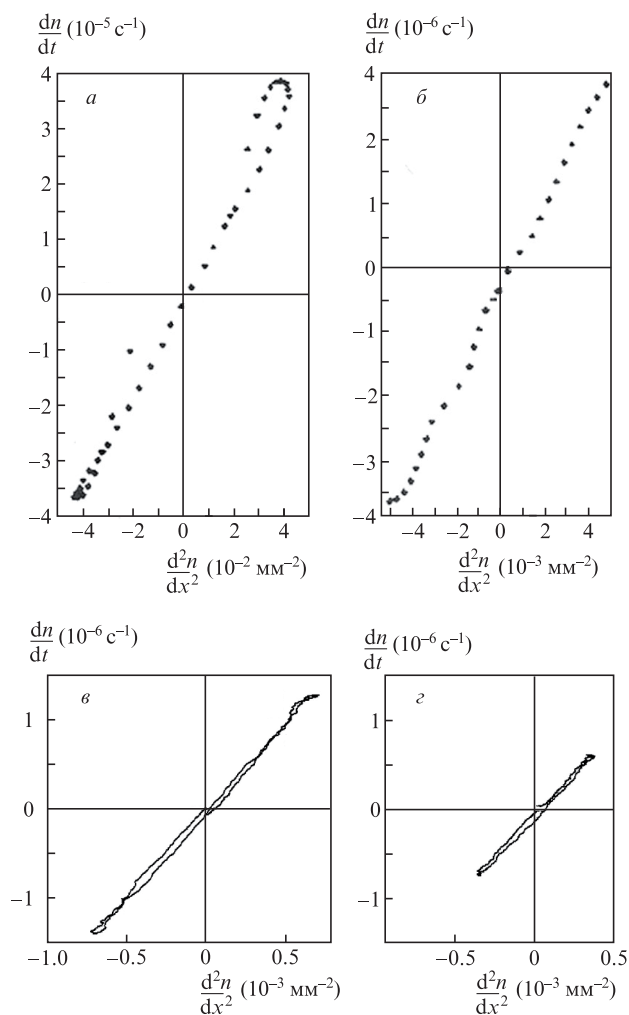 dn/dt (10⁻⁵ с⁻¹)
а
4
3
2
1
0
−1
−2
−3
−4
−4 −2 0 2 4
d²n/dx² (10⁻² мм⁻²)
dn/dt (10⁻⁶ с⁻¹)
б
4
2
1
0
−1
−2
−3
−4
−4 −2 0 2 4
d²n/dx² (10⁻³ мм⁻²)
dn/dt (10⁻⁶ с⁻¹)
в
1
0
−1
−1.0 −0.5 0 0.5
d²n/dx² (10⁻³ мм⁻²)
dn/dt (10⁻⁶ с⁻¹)
г
1
0
−1
−0.5 0 0.5
d²n/dx² (10⁻³ мм⁻²)